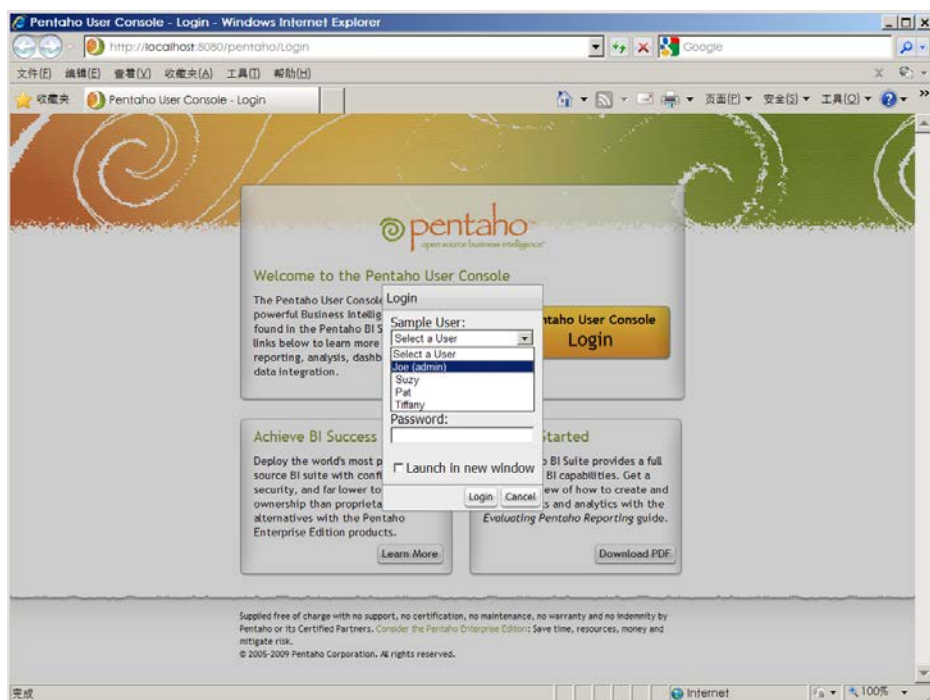 Pentaho User Console - Login - Windows Internet Explorer
http://localhost:8080/pentaho/Login
Google
文件(F) 编辑(E) 查看(V) 收藏夹(A) 工具(T) 帮助(H)
收藏夹 Pentaho User Console - Login
页面(P) 安全(S) 工具(O)
pentaho
open source business intelligence
Welcome to the Pentaho User Console
The Pentaho User Console
powerful Business Intellig
found in the Pentaho BI S
links below to learn more
reporting, analysis, dashb
data integration.
ntaho User Console
Login
Login
Sample User:
Select a User
Select a User
Joe (admin)
Suzy
Pat
Tiffany
Password:
Launch in new window
Login Cancel
Achieve BI Success
Deploy the world's most p
source BI suite with confi
security, and far lower to
ownership than proprieta
alternatives with the Pentaho
Enterprise Edition products.
Learn More
Started
BI Suite provides a full
BI capabilities. Get a
ew of how to create and
s and analytics with the
Evaluating Pentaho Reporting guide.
Download PDF
Supplied free of charge with no support, no certification, no maintenance, no warranty and no indemnity by
Pentaho or its Certified Partners. Consider the Pentaho Enterprise Edition: Save time, resources, money and
mitigate risk.
© 2005-2009 Pentaho Corporation. All rights reserved.
完成
Internet
100%